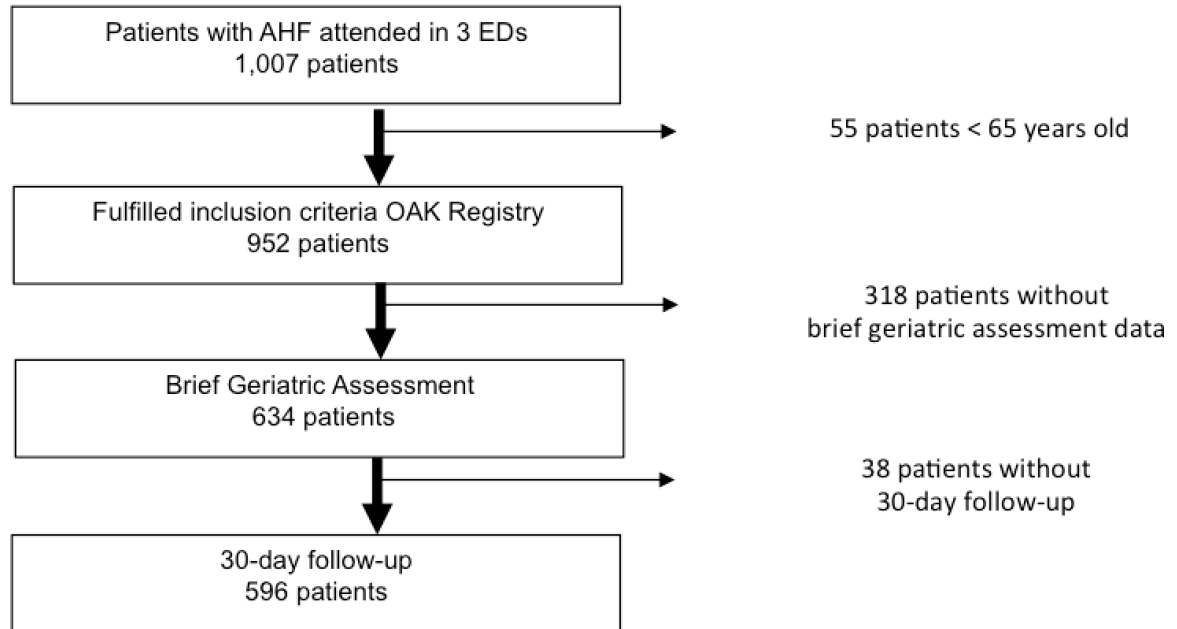 Patients with AHF attended in 3 EDs
1,007 patients
55 patients < 65 years old
Fulfilled inclusion criteria OAK Registry
952 patients
318 patients without
brief geriatric assessment data
Brief Geriatric Assessment
634 patients
38 patients without
30-day follow-up
30-day follow-up
596 patients